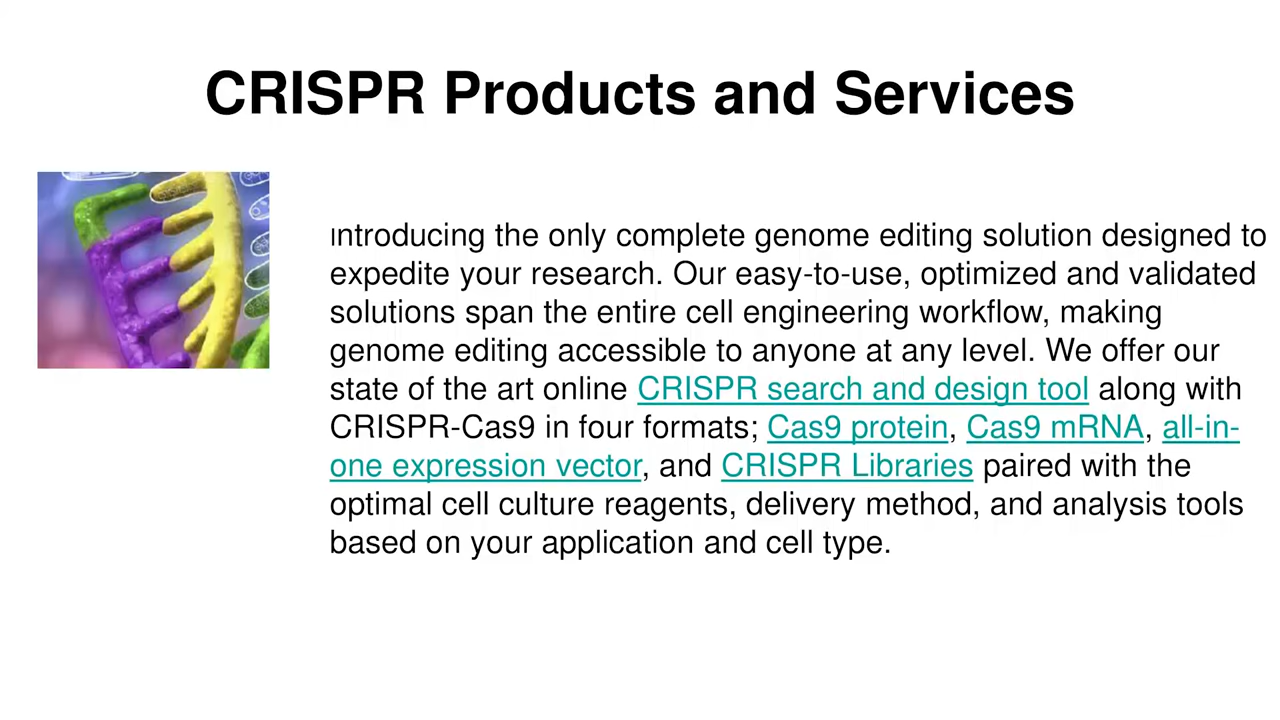 CRISPR Products and Services
Introducing the only complete genome editing solution designed to
expedite your research. Our easy-to-use, optimized and validated
solutions span the entire cell engineering workflow, making
genome editing accessible to anyone at any level. We offer our
state of the art online CRISPR search and design tool along with
CRISPR-Cas9 in four formats; Cas9 protein, Cas9 mRNA, all-in-
one expression vector, and CRISPR Libraries paired with the
optimal cell culture reagents, delivery method, and analysis tools
based on your application and cell type.